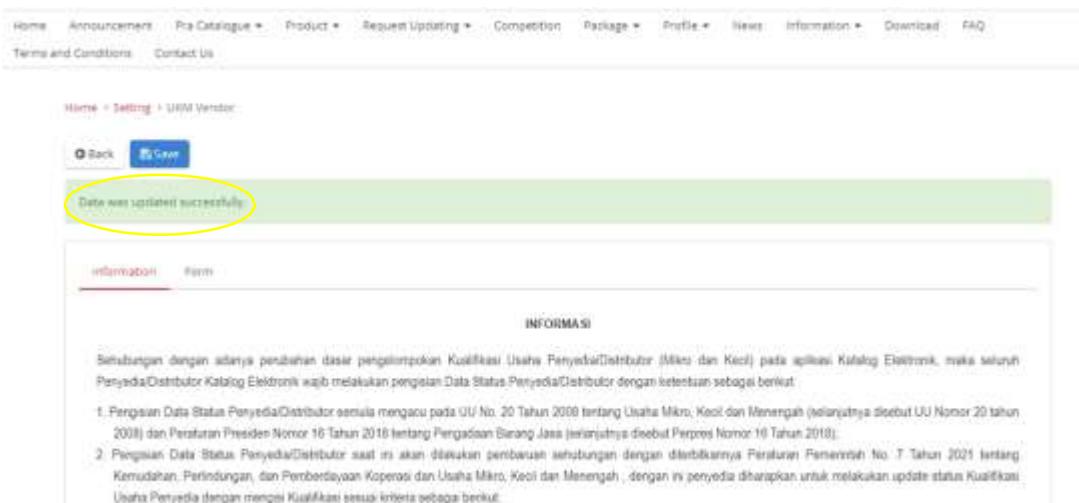 Home Announcement Pra Catalogue Product Request Updating Competition Package Profile News Information Download FAQ
Terms and Conditions Contact Us
Home > Setting > UKM Vendor
Back Save
Data was updated successfully
Information Form
INFORMASI
Sehubungan dengan adanya perubahan dasar pengelompokan Kualifikasi Usaha Penyedia/Distributor (Mikro dan Kecil) pada aplikasi Katalog Elektronik, maka seluruh
Penyedia/Distributor Katalog Elektronik wajib melakukan pengisian Data Status Penyedia/Distributor dengan ketentuan sebagai berikut
1. Pengisian Data Status Penyedia/Distributor semula mengacu pada UU No. 20 Tahun 2008 tentang Usaha Mikro, Kecil dan Menengah (selanjutnya disebut UU Nomor 20 tahun
2008) dan Peraturan Presiden Nomor 16 Tahun 2018 tentang Pengadaan Barang Jasa (selanjutnya disebut Perpres Nomor 16 Tahun 2018);
2. Pengisian Data Status Penyedia/Distributor saat ini akan dilakukan pembaruan sehubungan dengan diterbitkannya Peraturan Pemerintah No. 7 Tahun 2021 tentang
Kemudahan, Perlindungan, dan Pemberdayaan Koperasi dan Usaha Mikro, Kecil dan Menengah , dengan ini penyedia diharapkan untuk melakukan update status Kualifikasi
Usaha Penyedia dengan mengisi Kualifikasi sesuai kriteria sebagai berikut: